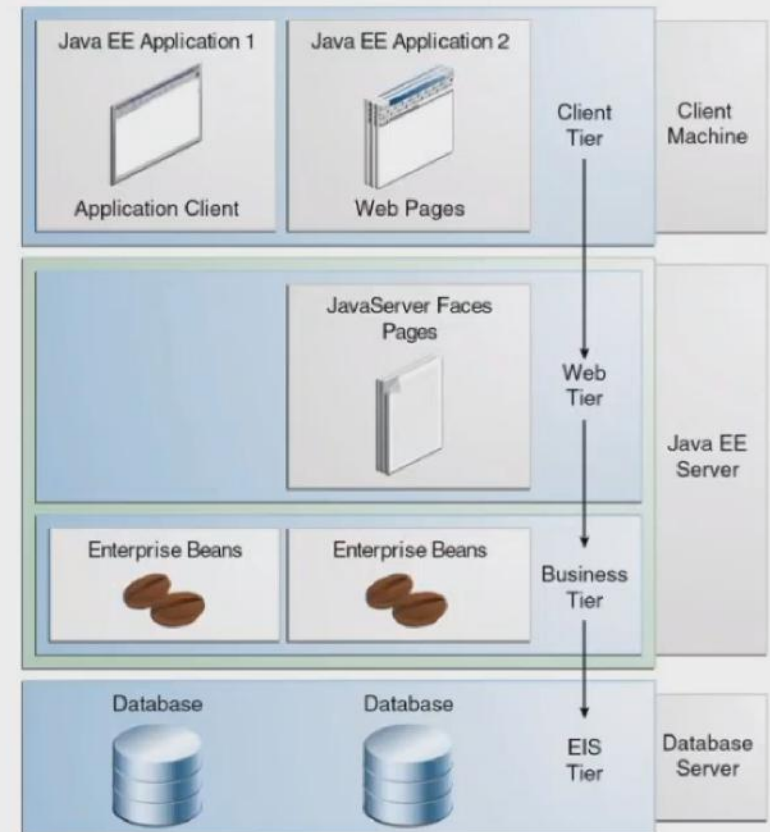 Java EE Application 1
Java EE Application 2
Application Client
Web Pages
Client
Tier
Client
Machine
JavaServer Faces
Pages
Web
Tier
Java EE
Server
Enterprise Beans
Enterprise Beans
Business
Tier
Database
Database
EIS
Tier
Database
Server